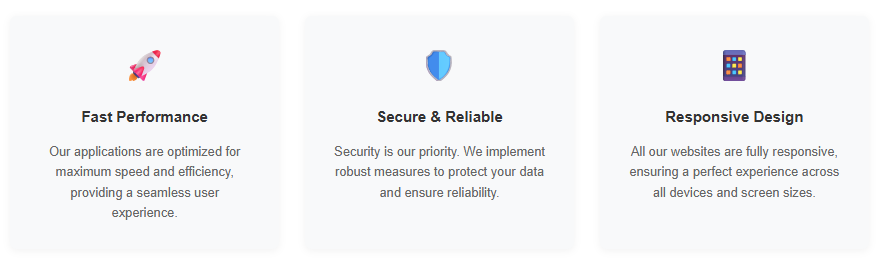 Fast Performance
Our applications are optimized for
maximum speed and efficiency,
providing a seamless user
experience.
Secure & Reliable
Security is our priority. We implement
robust measures to protect your data
and ensure reliability.
Responsive Design
All our websites are fully responsive,
ensuring a perfect experience across
all devices and screen sizes.